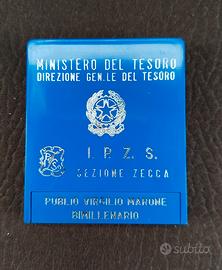 MINISTERO DEL TESORO
DIREZIONE GEN.LE DEL TESORO
I.P.Z.S.
SEZIONE ZECCA
PUBLIO VIRGILIO MARONE
BIMILLENARIO
subito